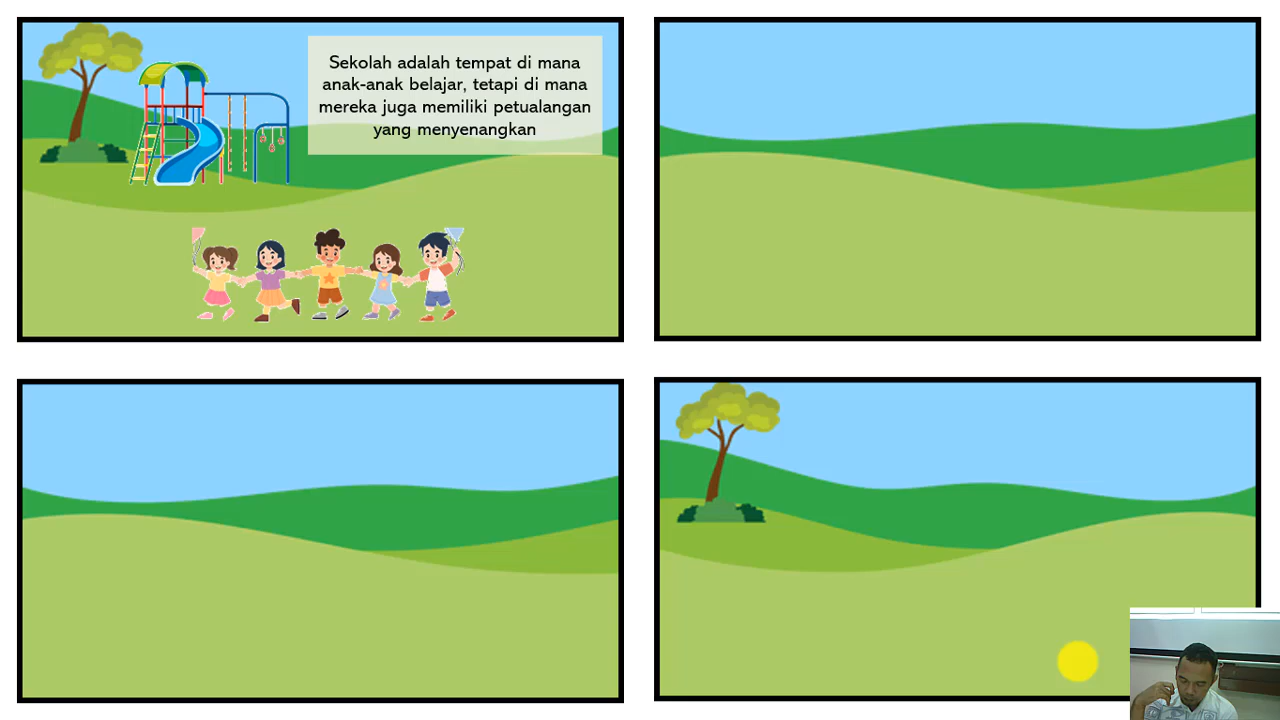 Sekolah adalah tempat di mana
anak-anak belajar, tetapi di mana
mereka juga memiliki petualangan
yang menyenangkan